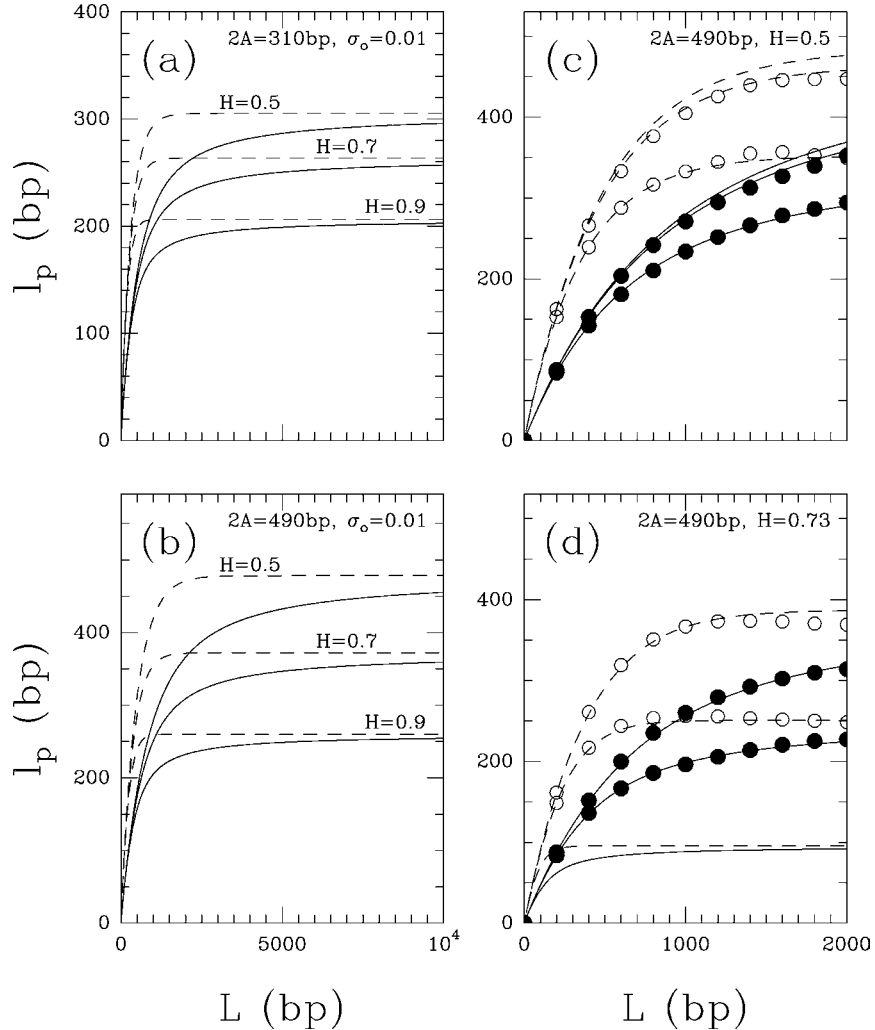 400
300
200
100
0
(a)
2A=310bp, σₒ=0.01
H=0.5
H=0.7
H=0.9
lₚ (bp)
400
200
0
(c)
2A=490bp, H=0.5
400
200
0
0
5000
10⁴
(b)
2A=490bp, σₒ=0.01
H=0.5
H=0.7
H=0.9
lₚ (bp)
L (bp)
400
200
0
0
1000
2000
(d)
2A=490bp, H=0.73
L (bp)